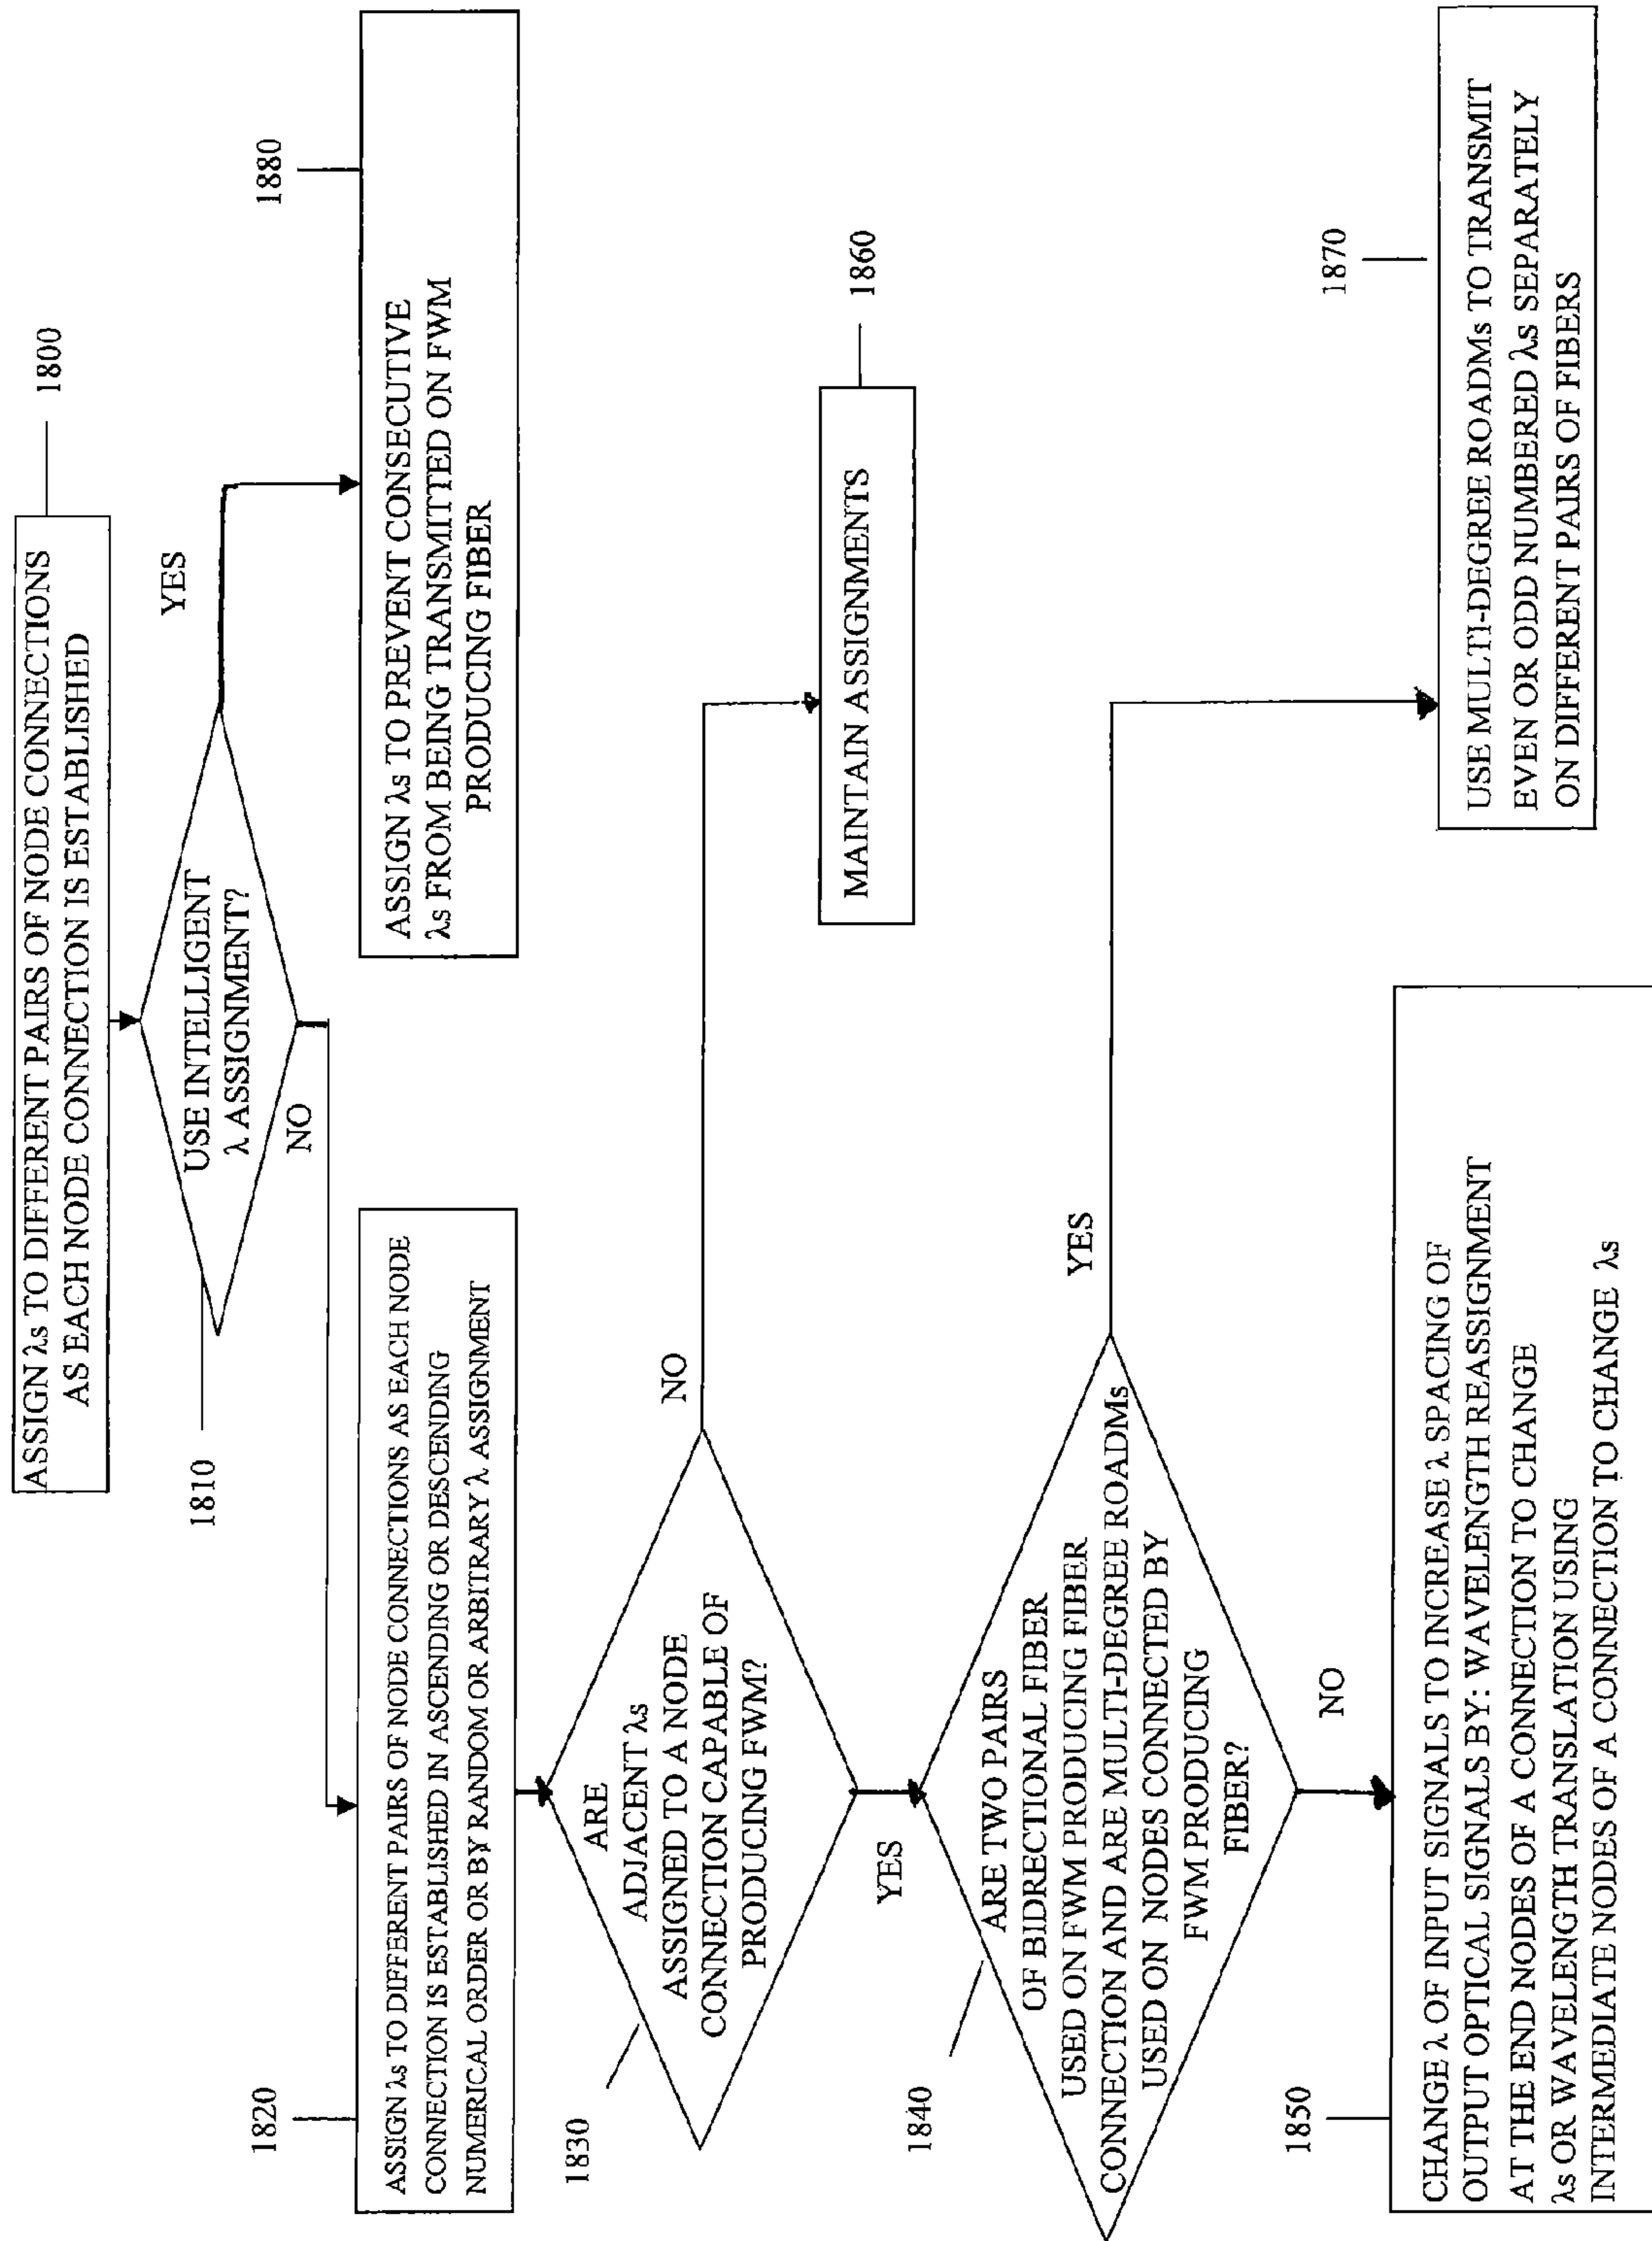 ASSIGN λs TO DIFFERENT PAIRS OF NODE CONNECTIONS
AS EACH NODE CONNECTION IS ESTABLISHED
1800
1810
USE INTELLIGENT
λ ASSIGNMENT?
YES
NO
1880
ASSIGN λs TO PREVENT CONSECUTIVE
λs FROM BEING TRANSMITTED ON FWM
PRODUCING FIBER
1820
ASSIGN λs TO DIFFERENT PAIRS OF NODE CONNECTIONS AS EACH NODE
CONNECTION IS ESTABLISHED IN ASCENDING OR DESCENDING
NUMERICAL ORDER OR BY RANDOM OR ARBITRARY λ ASSIGNMENT
1830
ARE
ADJACENT λs
ASSIGNED TO A NODE
CONNECTION CAPABLE OF
PRODUCING FWM?
NO
YES
1860
MAINTAIN ASSIGNMENTS
1840
ARE TWO PAIRS
OF BIDIRECTIONAL FIBER
USED ON FWM PRODUCING FIBER
CONNECTION AND ARE MULTI-DEGREE ROADMs
USED ON NODES CONNECTED BY
FWM PRODUCING
FIBER?
YES
NO
1870
USE MULTI-DEGREE ROADMs TO TRANSMIT
EVEN OR ODD NUMBERED λs SEPARATELY
ON DIFFERENT PAIRS OF FIBERS
1850
CHANGE λ OF INPUT SIGNALS TO INCREASE λ SPACING OF
OUTPUT OPTICAL SIGNALS BY: WAVELENGTH REASSIGNMENT
AT THE END NODES OF A CONNECTION TO CHANGE
λs OR WAVELENGTH TRANSLATION USING
INTERMEDIATE NODES OF A CONNECTION TO CHANGE λs